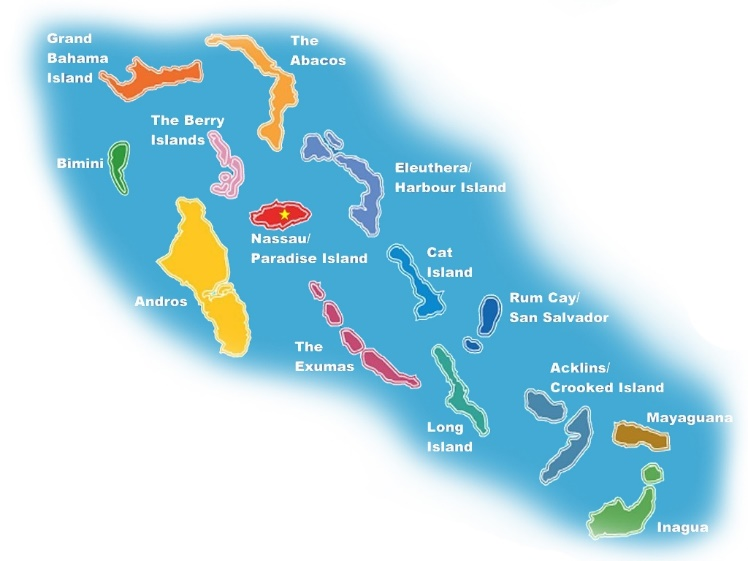 Grand
Bahama
Island
The
Abacos
The Berry
Islands
Bimini
Eleuthera/
Harbour Island
Nassau/
Paradise Island
Cat
Island
Andros
Rum Cay/
San Salvador
The
Exumas
Acklins/
Crooked Island
Long
Island
Mayaguana
Inagua